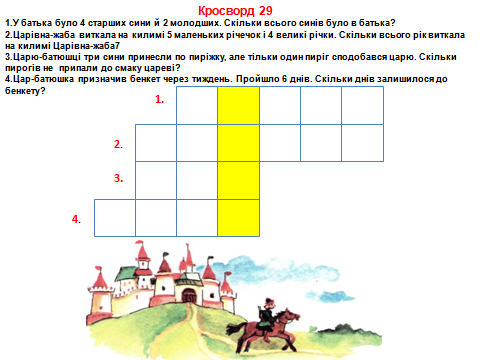 Кросворд 29
1.У батька було 4 старших сини й 2 молодших. Скільки всього синів було в батька?
2.Царівна-жаба виткала на килимі 5 маленьких річечок і 4 великі річки. Скільки всього рік виткала
на килимі Царівна-жаба7
3.Царю-батюшці три сини принесли по пиріжку, але тільки один пиріг сподобався царю. Скільки
пирогів не припали до смаку цареві?
4.Цар-батюшка призначив бенкет через тиждень. Пройшло 6 днів. Скільки днів залишилося до
бенкету?
1.
2.
3.
4.